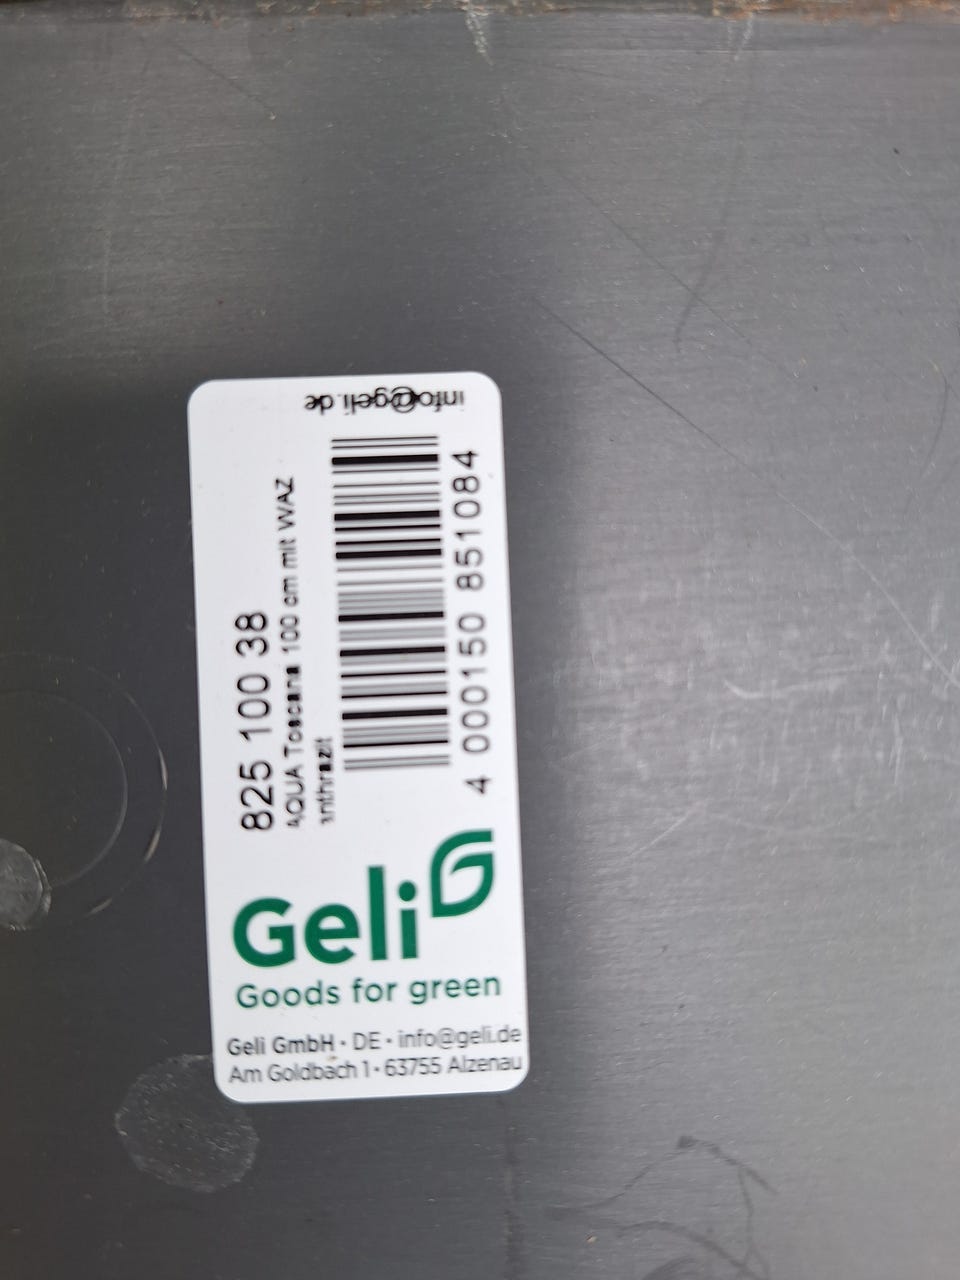 info@geli.de
825 100 38
AQUA Toscana 100 cm mit WAZ
anthrazit
4 000150 851084
Geli
Goods for green
Geli GmbH · DE · info@geli.de
Am Goldbach 1 · 63755 Alzenau